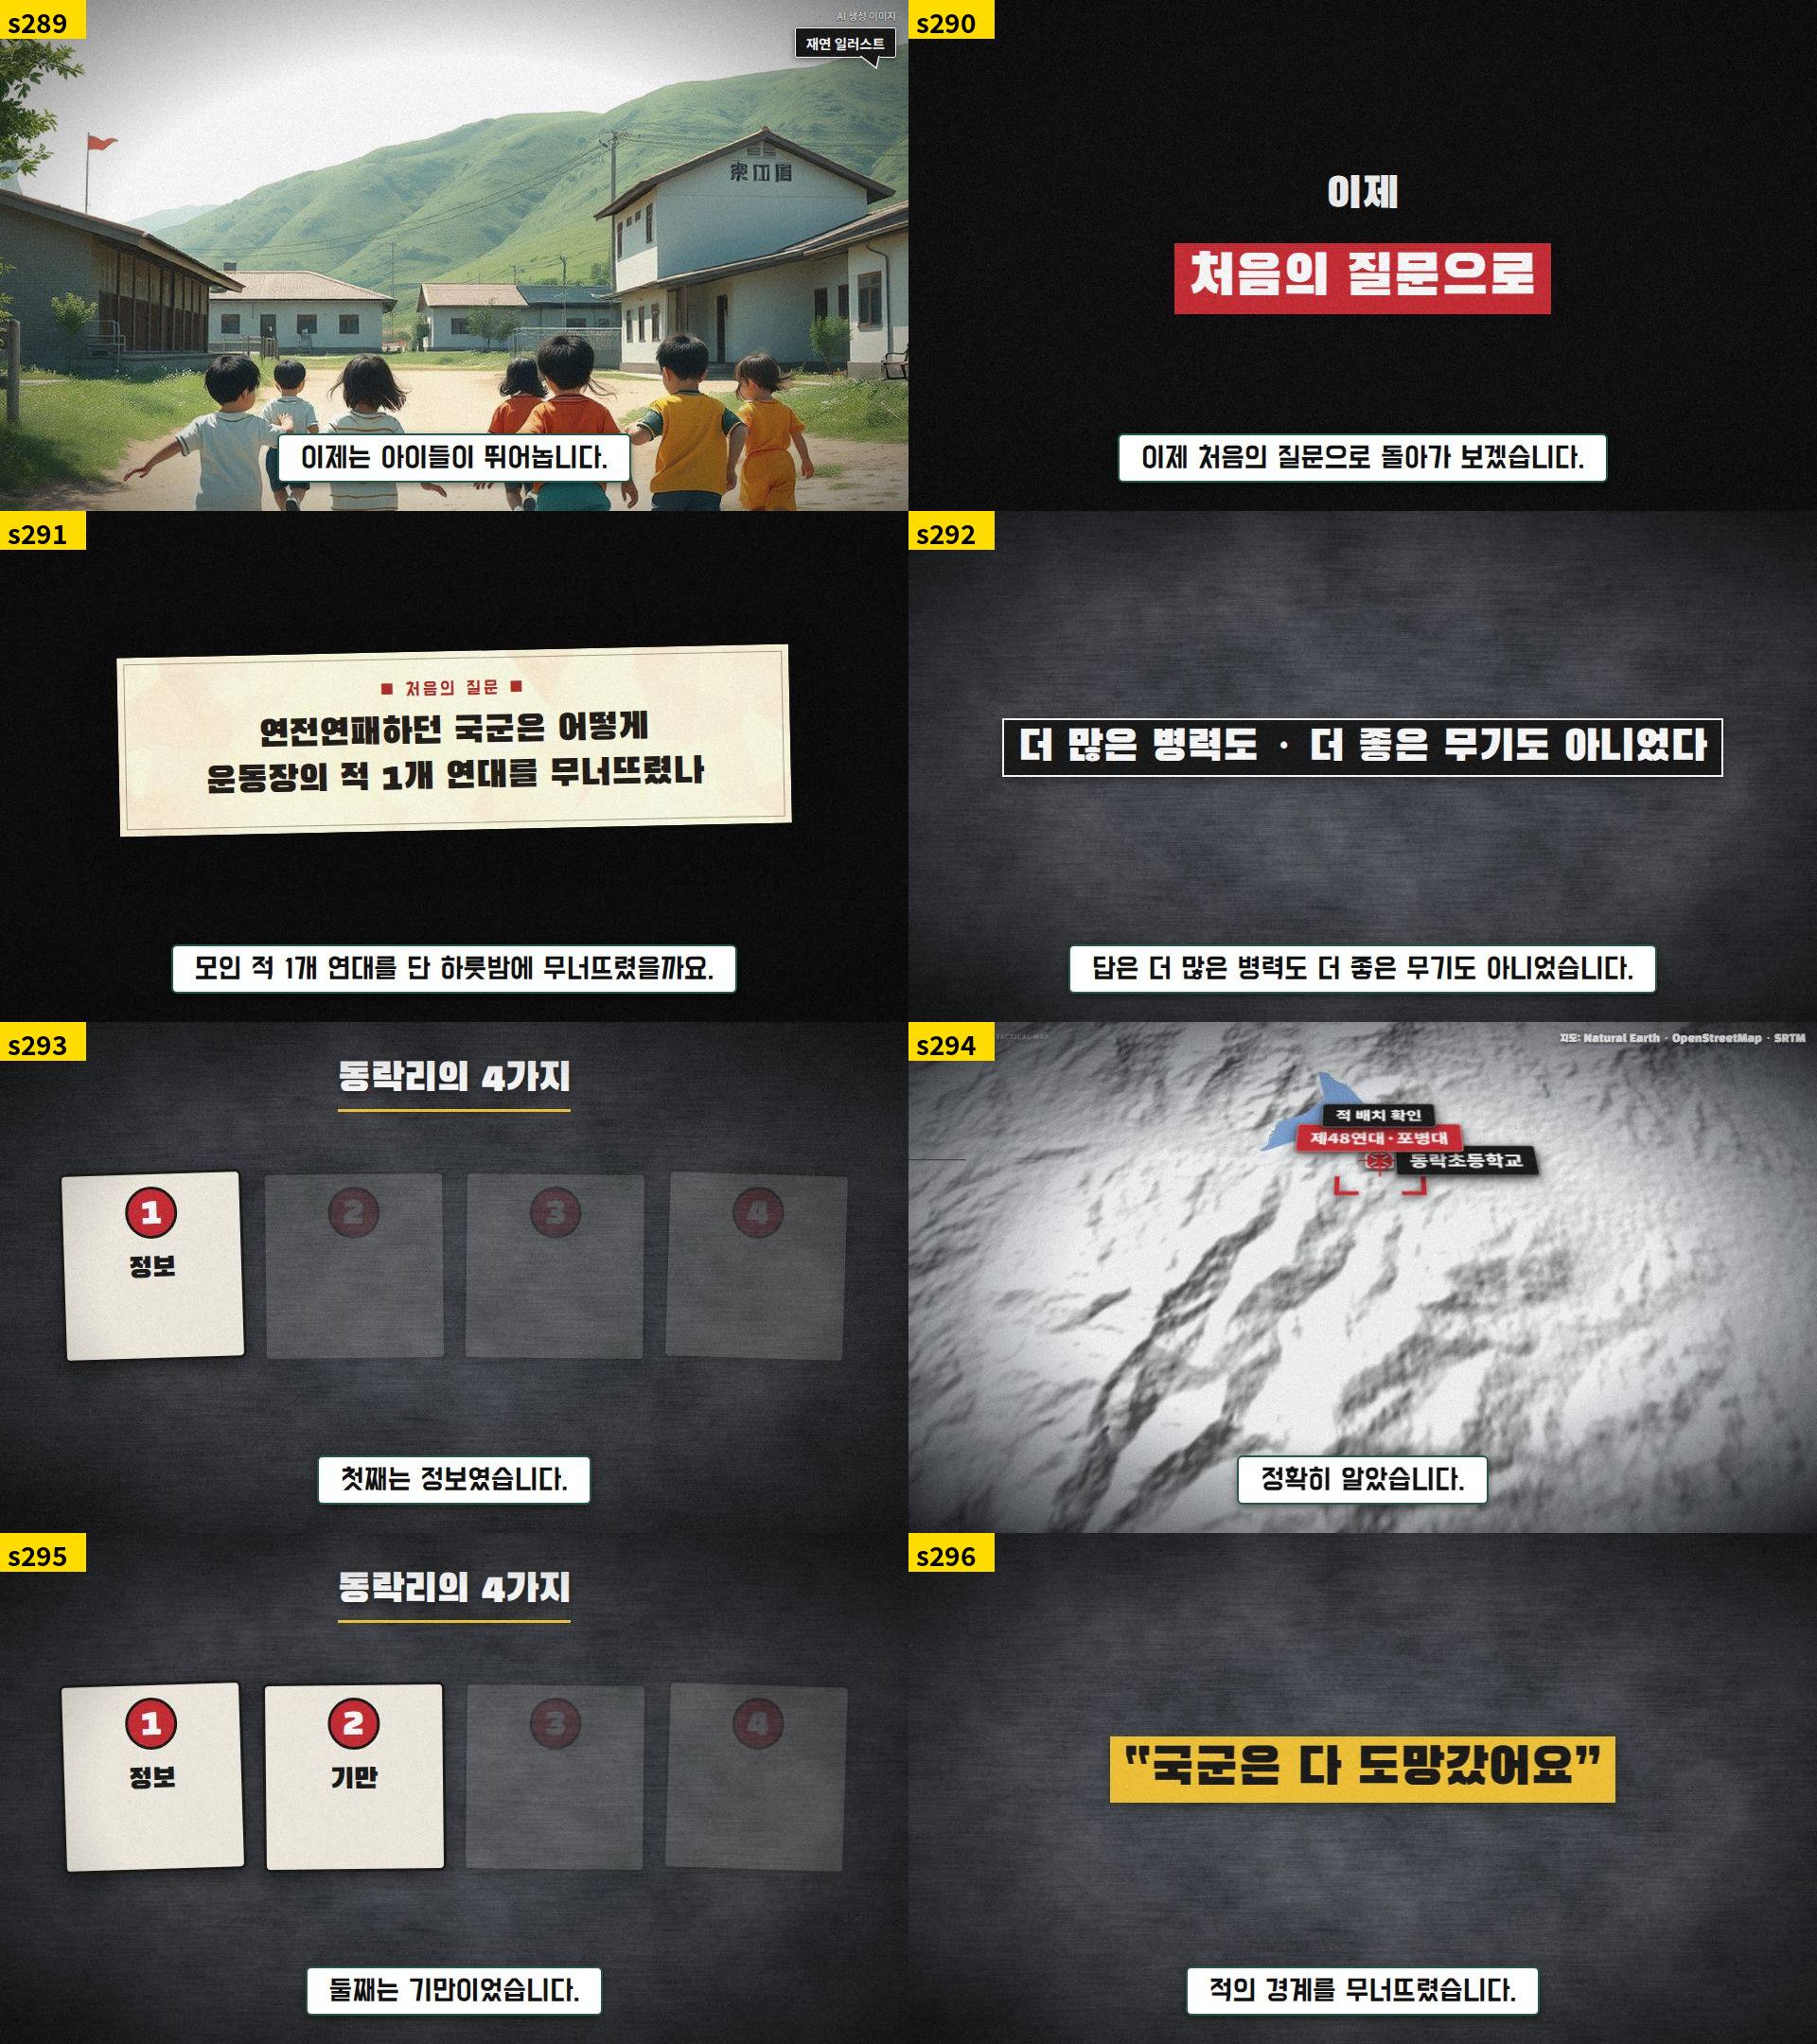 s289
AI 생성 이미지
재연 일러스트
이제는 아이들이 뛰어놉니다.
s290
이제
처음의 질문으로
이제 처음의 질문으로 돌아가 보겠습니다.
s291
■ 처음의 질문 ■
연전연패하던 국군은 어떻게
운동장의 적 1개 연대를 무너뜨렸나
모인 적 1개 연대를 단 하룻밤에 무너뜨렸을까요.
s292
더 많은 병력도 · 더 좋은 무기도 아니었다
답은 더 많은 병력도 더 좋은 무기도 아니었습니다.
s293
동락리의 4가지
1
2
3
4
정보
첫째는 정보였습니다.
s294
TACTICAL MAP
지도: Natural Earth · OpenStreetMap · SRTM
적 배치 확인
제48연대·포병대
동락초등학교
정확히 알았습니다.
s295
동락리의 4가지
1
2
3
4
정보
기만
둘째는 기만이었습니다.
s296
“국군은 다 도망갔어요”
적의 경계를 무너뜨렸습니다.